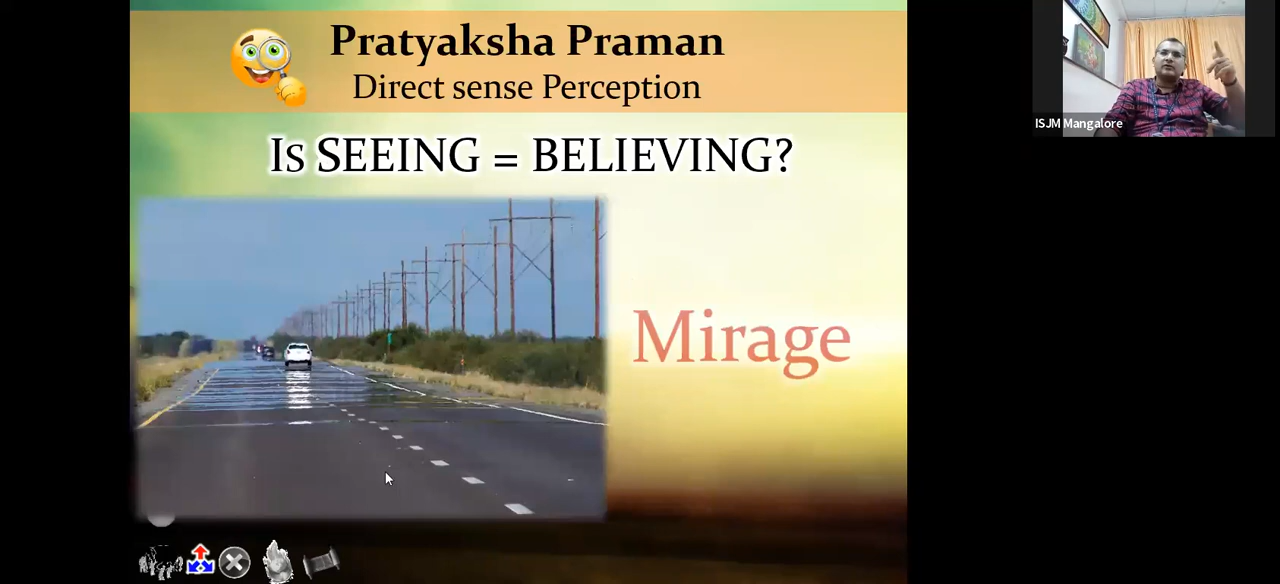 Pratyaksha Praman
Direct sense Perception
Is SEEING = BELIEVING?
Mirage
ISJM Mangalore